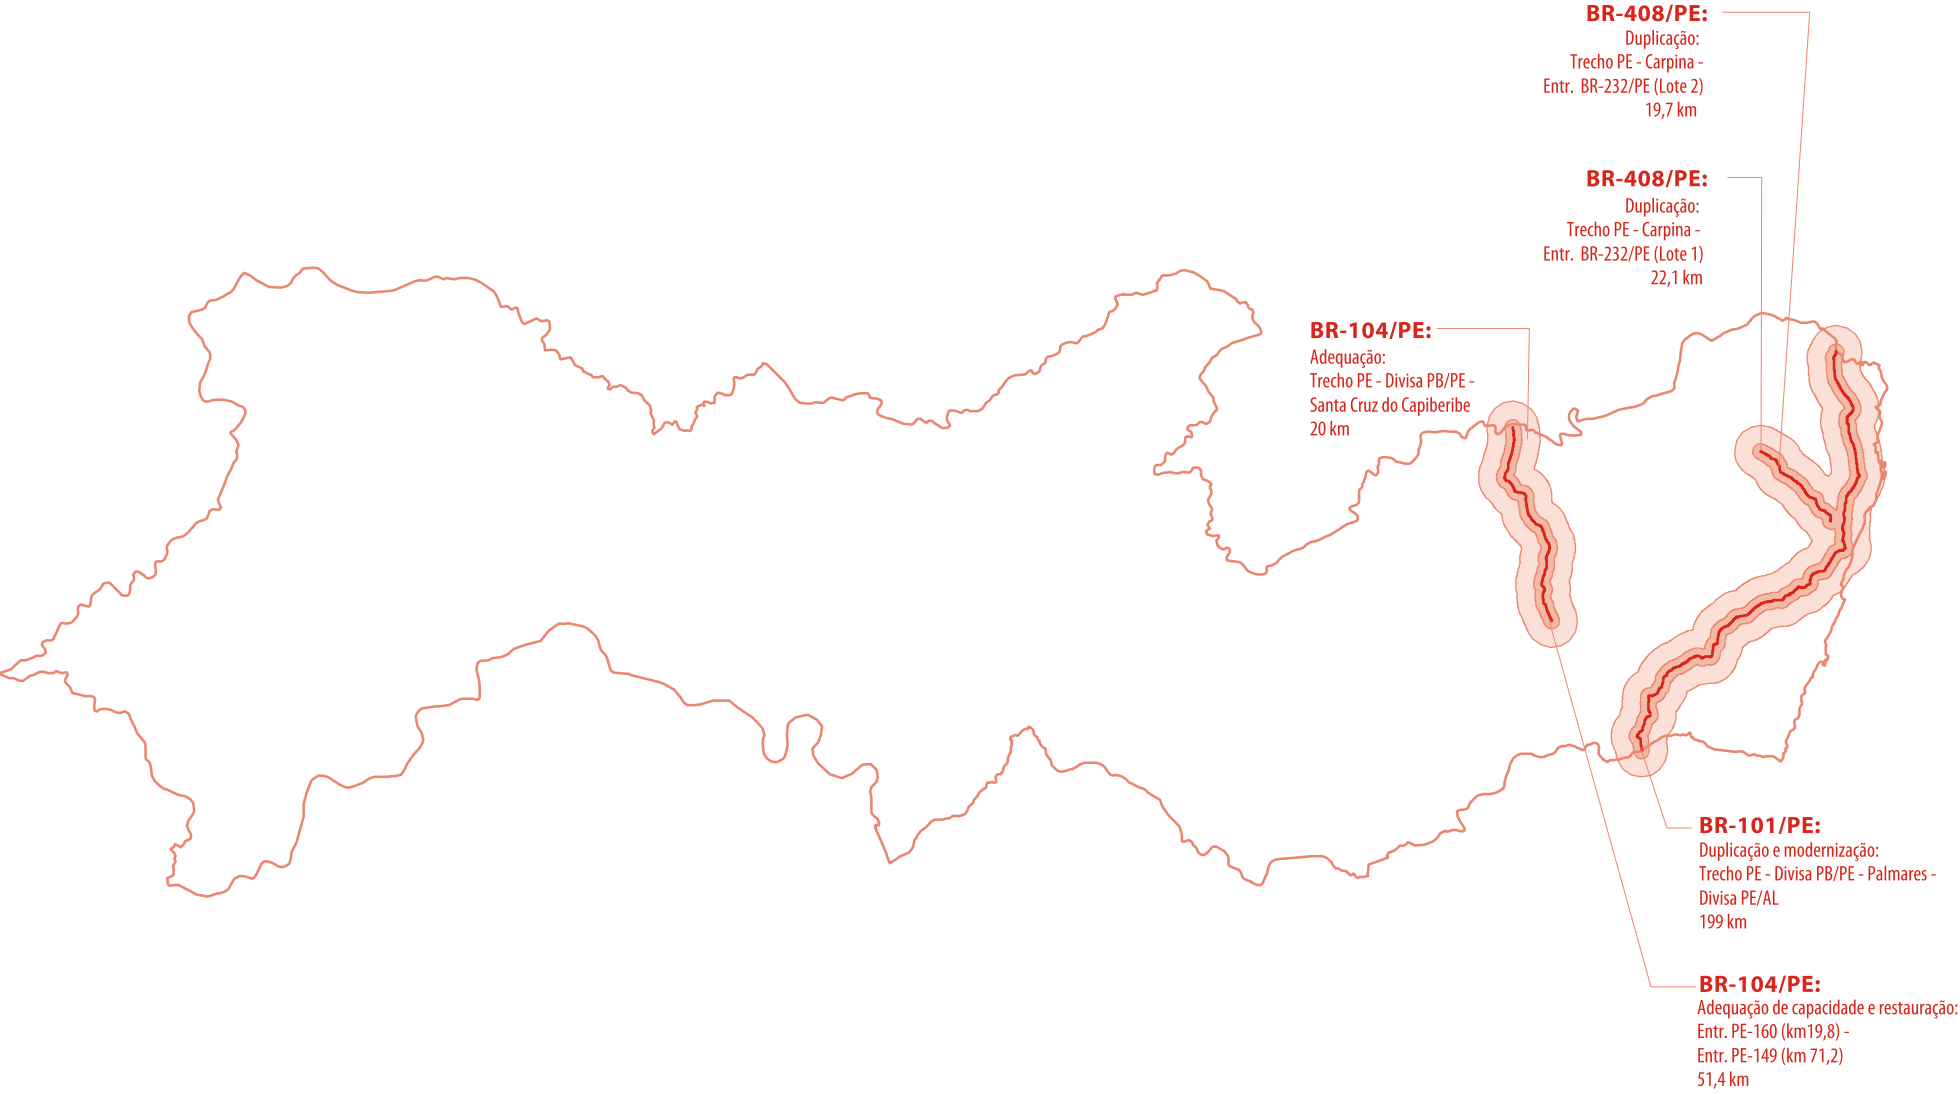 BR-408/PE:
Duplicação:
Trecho PE - Carpina -
Entr. BR-232/PE (Lote 2)
19,7 km
BR-408/PE:
Duplicação:
Trecho PE - Carpina -
Entr. BR-232/PE (Lote 1)
22,1 km
BR-104/PE:
Adequação:
Trecho PE - Divisa PB/PE -
Santa Cruz do Capiberibe
20 km
BR-101/PE:
Duplicação e modernização:
Trecho PE - Divisa PB/PE - Palmares -
Divisa PE/AL
199 km
BR-104/PE:
Adequação de capacidade e restauração:
Entr. PE-160 (km19,8) -
Entr. PE-149 (km 71,2)
51,4 km